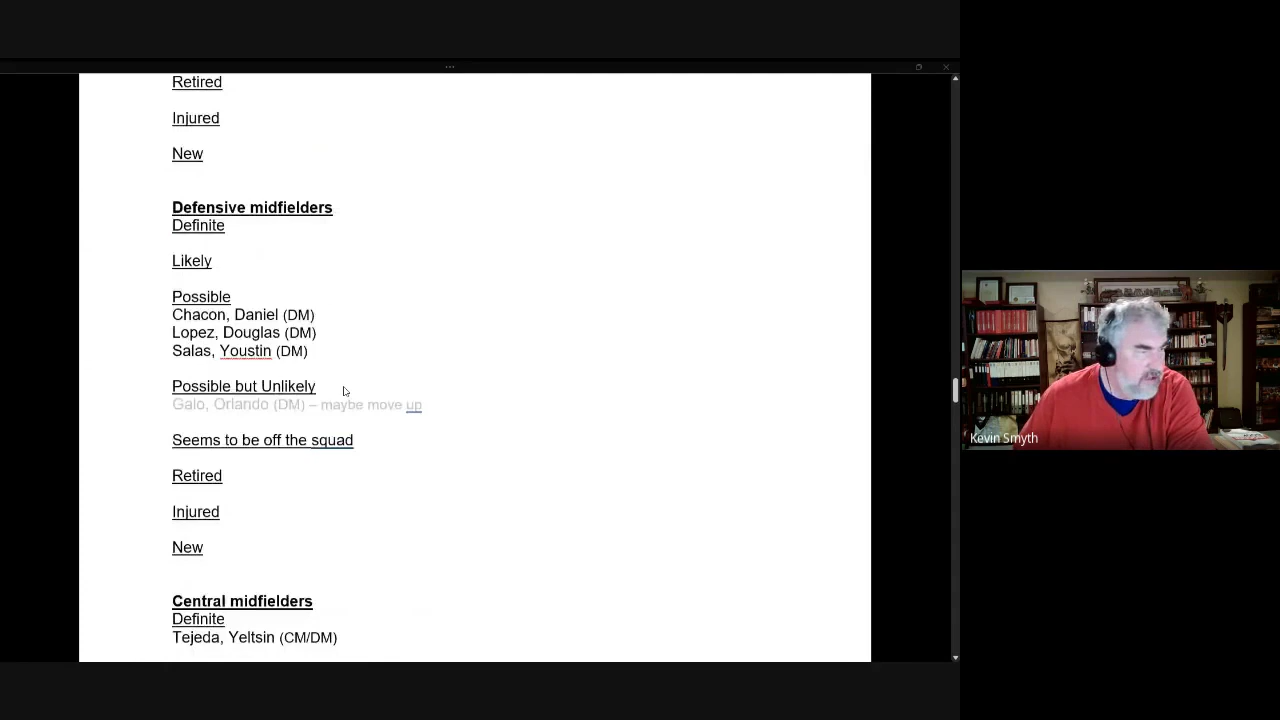 Retired
Injured
New
Defensive midfielders
Definite
Likely
Possible
Chacon, Daniel (DM)
Lopez, Douglas (DM)
Salas, Youstin (DM)
Possible but Unlikely
Galo, Orlando (DM) – maybe move up
Seems to be off the squad
Retired
Injured
New
Central midfielders
Definite
Tejeda, Yeltsin (CM/DM)
Kevin Smyth